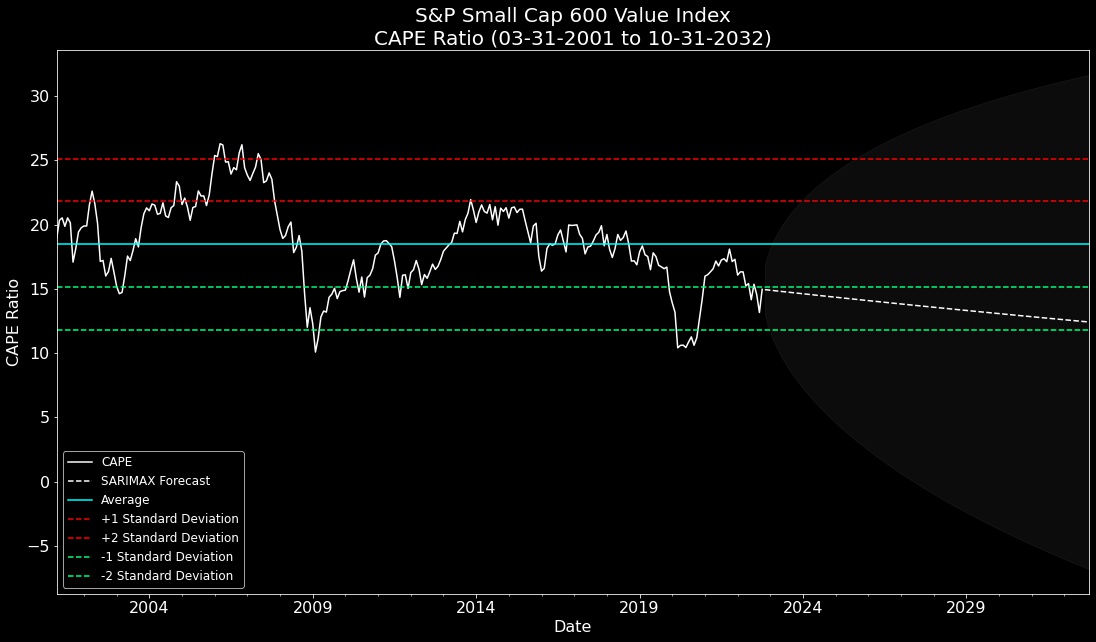 S&P Small Cap 600 Value Index
CAPE Ratio (03-31-2001 to 10-31-2032)
CAPE Ratio
30
25
20
15
10
5
0
−5
CAPE
SARIMAX Forecast
Average
+1 Standard Deviation
+2 Standard Deviation
-1 Standard Deviation
-2 Standard Deviation
2004 2009 2014 2019 2024 2029
Date